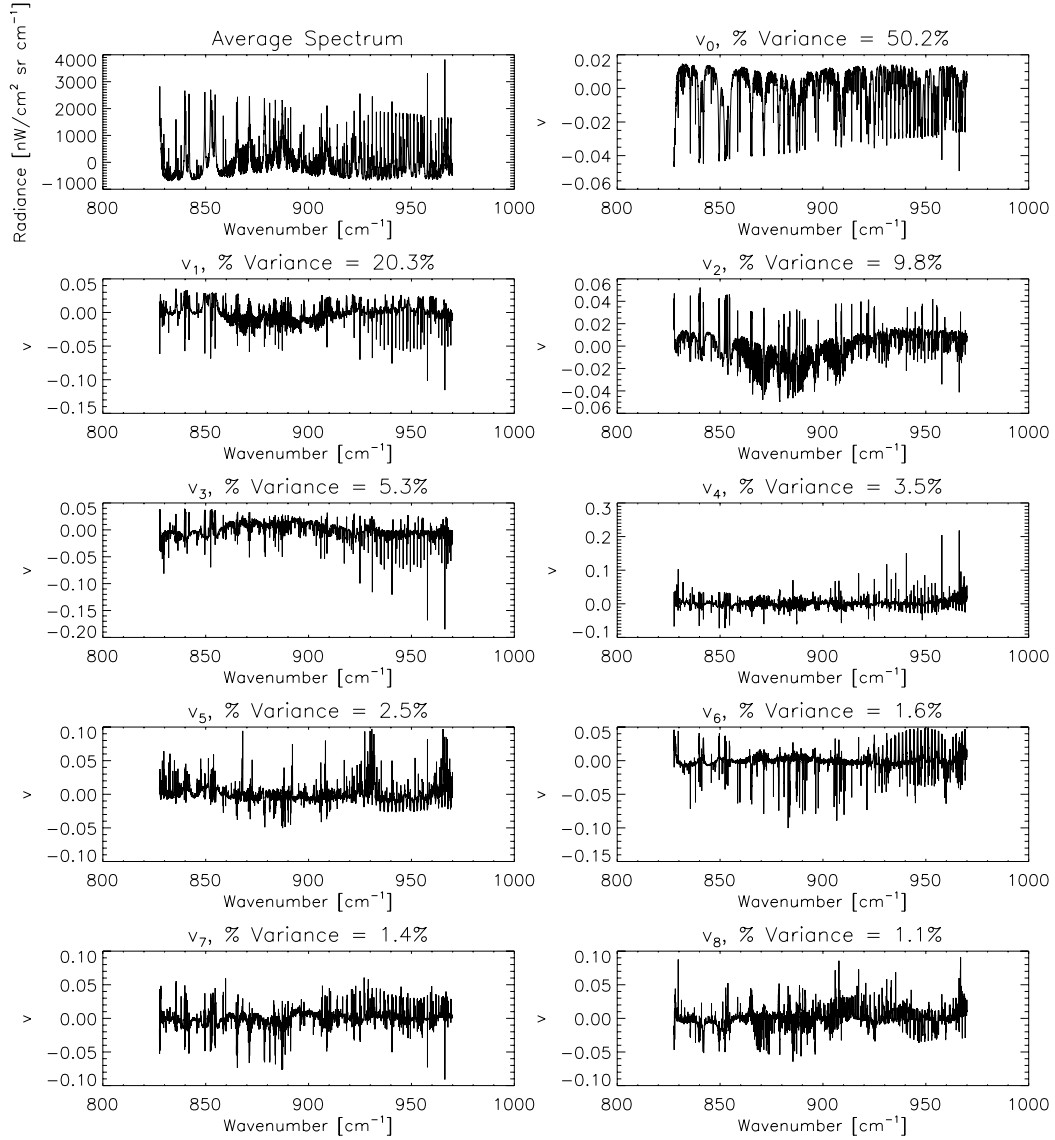 Average Spectrum
Radiance [nW/cm² sr cm⁻¹]
4000
3000
2000
1000
0
−1000
800 850 900 950 1000
Wavenumber [cm⁻¹]
v₀, % Variance = 50.2%
v
0.02
0.00
−0.02
−0.04
−0.06
800 850 900 950 1000
Wavenumber [cm⁻¹]
v₁, % Variance = 20.3%
v
0.05
0.00
−0.05
−0.10
−0.15
800 850 900 950 1000
Wavenumber [cm⁻¹]
v₂, % Variance = 9.8%
v
0.06
0.04
0.02
0.00
−0.02
−0.04
−0.06
800 850 900 950 1000
Wavenumber [cm⁻¹]
v₃, % Variance = 5.3%
v
0.05
0.00
−0.05
−0.10
−0.15
−0.20
800 850 900 950 1000
Wavenumber [cm⁻¹]
v₄, % Variance = 3.5%
v
0.3
0.2
0.1
0.0
−0.1
800 850 900 950 1000
Wavenumber [cm⁻¹]
v₅, % Variance = 2.5%
v
0.10
0.05
0.00
−0.05
−0.10
800 850 900 950 1000
Wavenumber [cm⁻¹]
v₆, % Variance = 1.6%
v
0.05
0.00
−0.05
−0.10
−0.15
800 850 900 950 1000
Wavenumber [cm⁻¹]
v₇, % Variance = 1.4%
v
0.10
0.05
0.00
−0.05
−0.10
800 850 900 950 1000
Wavenumber [cm⁻¹]
v₈, % Variance = 1.1%
v
0.10
0.05
0.00
−0.05
−0.10
800 850 900 950 1000
Wavenumber [cm⁻¹]